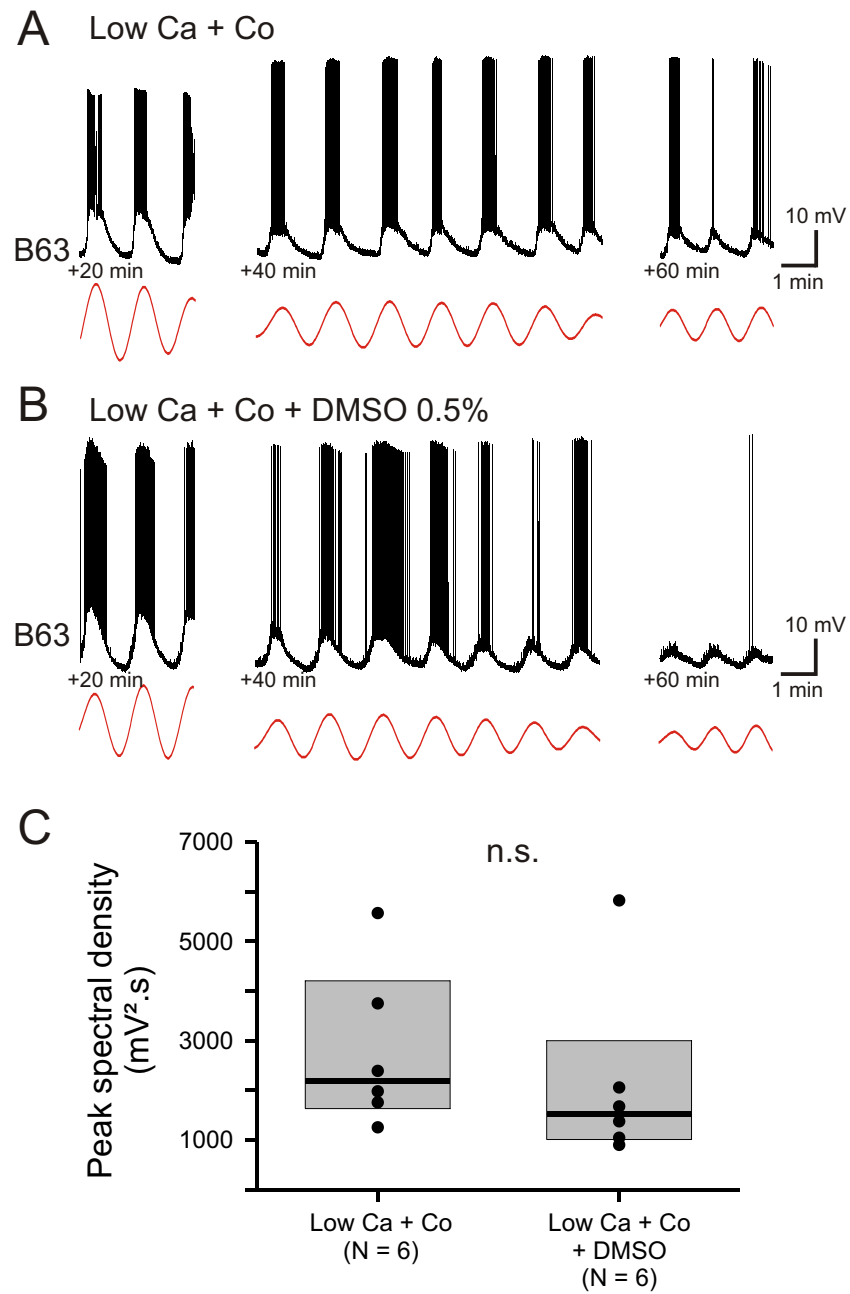 A
Low Ca + Co
B63
+20 min
+40 min
+60 min
10 mV
1 min
B
Low Ca + Co + DMSO 0.5%
B63
+20 min
+40 min
+60 min
10 mV
1 min
C
Peak spectral density
(mV².s)
7000
5000
3000
1000
n.s.
Low Ca + Co
(N = 6)
Low Ca + Co
+ DMSO
(N = 6)